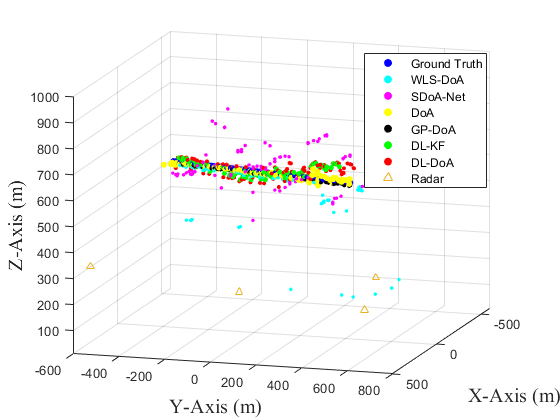 Ground Truth
WLS-DoA
SDoA-Net
DoA
GP-DoA
DL-KF
DL-DoA
Radar
Z-Axis (m)
1000
900
800
700
600
500
400
300
200
100
-600
-400
-200
0
200
400
600
800
Y-Axis (m)
500
0
-500
X-Axis (m)